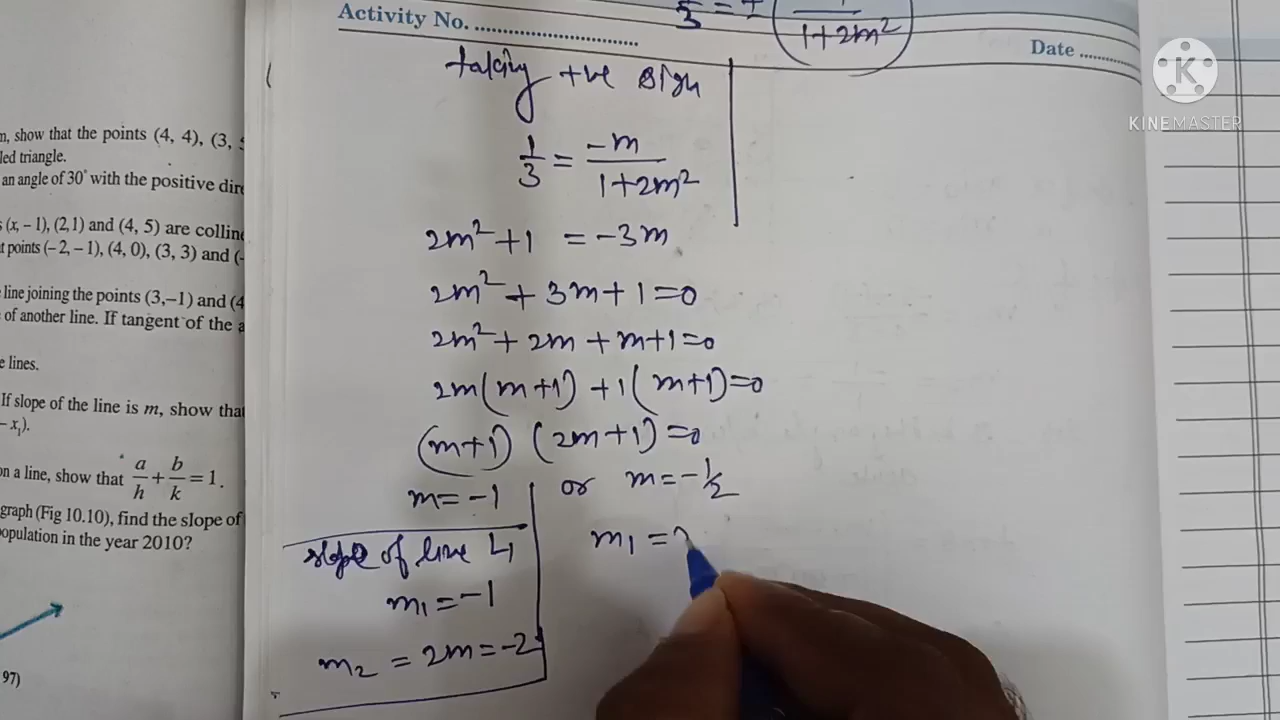 Activity No. ........................................
Date ............
1+2m²
taking +ve sign
1/3 = -m/1+2m²
2m²+1 = -3m
2m² + 3m+1=0
2m²+ 2m + m+1=0
2m(m+1) +1(m+1)=0
(m+1) (2m+1)=0
m= -1 or m=-1/2
slope of line L1
m1=-1
m2 = 2m=-2
m1 =
show that the points (4, 4), (3,
led triangle.
an angle of 30° with the positive
(x, – 1), (2,1) and (4, 5) are
points (– 2, – 1), (4, 0), (3, 3) and (–
line joining the points (3,–1) and (4
of another line. If tangent of the a
lines.
If slope of the line is m, show that
– x₁).
on a line, show that a/h + b/k = 1.
graph (Fig 10.10), find the slope of
population in the year 2010?
97)
K
KINEMASTER